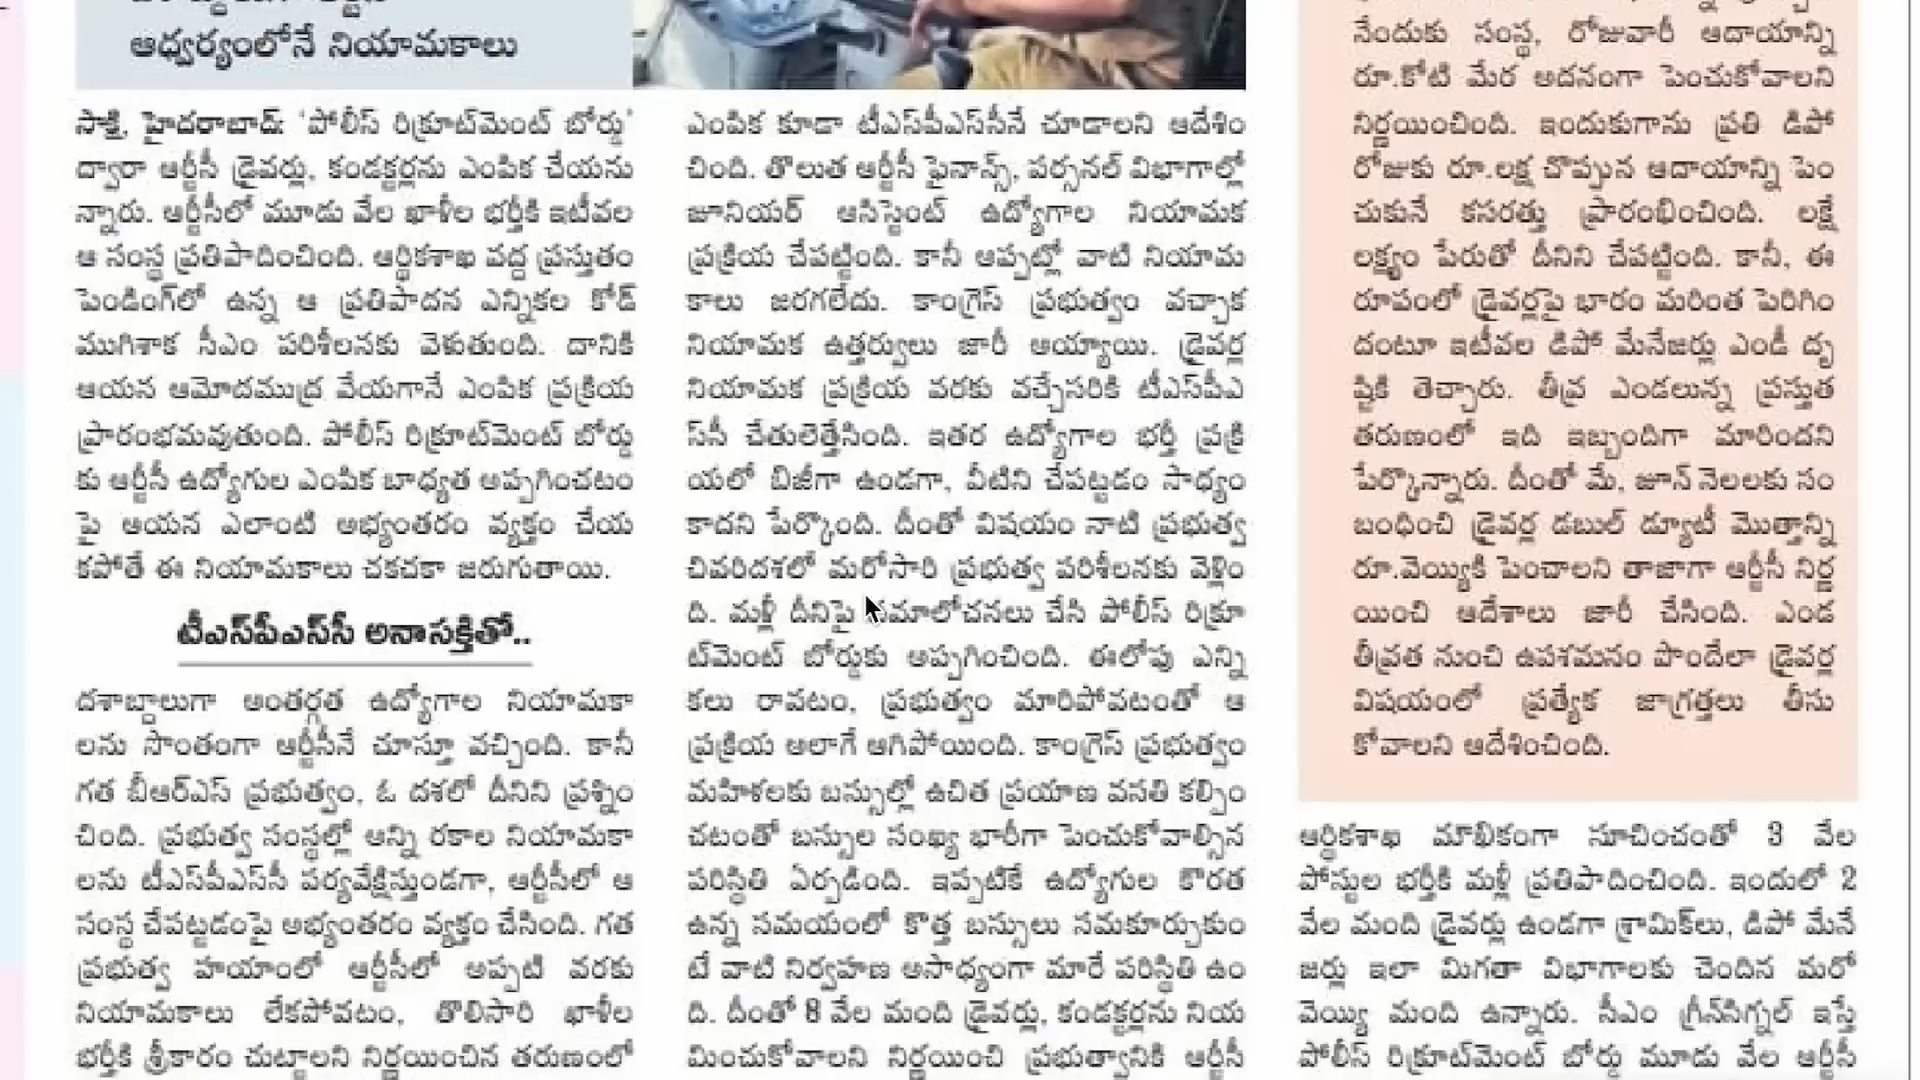 ఆధ్వర్యంలోనే నియామకాలు
సాక్షి, హైదరాబాద్: 'పోలీస్ రిక్రూట్‌మెంట్ బోర్డు'
ద్వారా ఆర్టీసీ డ్రైవర్లు, కండక్టర్లను ఎంపిక చేయను
న్నారు. ఆర్టీసీలో మూడు వేల ఖాళీల భర్తీకి ఇటీవల
ఆ సంస్థ ప్రతిపాదించింది. ఆర్థికశాఖ వద్ద ప్రస్తుతం
పెండింగ్‌లో ఉన్న ఆ ప్రతిపాదన ఎన్నికల కోడ్
ముగిశాక సీఎం పరిశీలనకు వెళుతుంది. దానికి
ఆయన ఆమోదముద్ర వేయగానే ఎంపిక ప్రక్రియ
ప్రారంభమవుతుంది. పోలీస్ రిక్రూట్‌మెంట్ బోర్డు
కు ఆర్టీసీ ఉద్యోగుల ఎంపిక బాధ్యత అప్పగించటం
పై ఆయన ఎలాంటి అభ్యంతరం వ్యక్తం చేయ
కపోతే ఈ నియామకాలు చకచకా జరుగుతాయి.
టీఎస్‌పీఎస్‌సీ అనాసక్తితో..
దశాబ్దాలుగా అంతర్గత ఉద్యోగాల నియామకా
లను సొంతంగా ఆర్టీసీనే చూస్తూ వచ్చింది. కానీ
గత బీఆర్ఎస్ ప్రభుత్వం, ఓ దశలో దీనిని ప్రశ్నిం
చింది. ప్రభుత్వ సంస్థల్లో అన్ని రకాల నియామకా
లను టీఎస్‌పీఎస్‌సీ పర్యవేక్షిస్తుండగా, ఆర్టీసీలో ఆ
సంస్థ చేపట్టడంపై అభ్యంతరం వ్యక్తం చేసింది. గత
ప్రభుత్వ హయాంలో ఆర్టీసీలో అప్పటి వరకు
నియామకాలు లేకపోవటం, తొలిసారి ఖాళీల
భర్తీకి శ్రీకారం చుట్టాలని నిర్ణయించిన తరుణంలో
ఎంపిక కూడా టీఎస్‌పీఎస్‌సీనే చూడాలని ఆదేశిం
చింది. తొలుత ఆర్టీసీ ఫైనాన్స్, పర్సనల్ విభాగాల్లో
జూనియర్ అసిస్టెంట్ ఉద్యోగాల నియామక
ప్రక్రియ చేపట్టింది. కానీ అప్పట్లో వాటి నియామ
కాలు జరగలేదు. కాంగ్రెస్ ప్రభుత్వం వచ్చాక
నియామక ఉత్తర్వులు జారీ అయ్యాయి. డ్రైవర్ల
నియామక ప్రక్రియ వరకు వచ్చేసరికి టీఎస్‌పీఎ
స్‌సీ చేతులెత్తేసింది. ఇతర ఉద్యోగాల భర్తీ ప్రక్రి
యలో బిజీగా ఉండగా, వీటిని చేపట్టడం సాధ్యం
కాదని పేర్కొంది. దీంతో విషయం నాటి ప్రభుత్వ
చివరిదశలో మరోసారి ప్రభుత్వ పరిశీలనకు వెళ్లిం
ది. మళ్లీ దీనిపై సమాలోచనలు చేసి పోలీస్ రిక్రూ
ట్‌మెంట్ బోర్డుకు అప్పగించింది. ఈలోపు ఎన్ని
కలు రావటం, ప్రభుత్వం మారిపోవటంతో ఆ
ప్రక్రియ అలాగే ఆగిపోయింది. కాంగ్రెస్ ప్రభుత్వం
మహిళలకు బస్సుల్లో ఉచిత ప్రయాణ వసతి కల్పిం
చటంతో బస్సుల సంఖ్య భారీగా పెంచుకోవాల్సిన
పరిస్థితి ఏర్పడింది. ఇప్పటికే ఉద్యోగుల కొరత
ఉన్న సమయంలో కొత్త బస్సులు సమకూర్చుకుం
టే వాటి నిర్వహణ అసాధ్యంగా మారే పరిస్థితి ఉం
ది. దీంతో 8 వేల మంది డ్రైవర్లు, కండక్టర్లను నియ
మించుకోవాలని నిర్ణయించి ప్రభుత్వానికి ఆర్టీసీ
నేందుకు సంస్థ, రోజువారీ ఆదాయాన్ని
రూ.కోటి మేర అదనంగా పెంచుకోవాలని
నిర్ణయించింది. ఇందుకుగాను ప్రతి డిపో
రోజుకు రూ.లక్ష చొప్పున ఆదాయాన్ని పెం
చుకునే కసరత్తు ప్రారంభించింది. లక్షే
లక్ష్యం పేరుతో దీనిని చేపట్టింది. కానీ, ఈ
రూపంలో డ్రైవర్లపై భారం మరింత పెరిగిం
దంటూ ఇటీవల డిపో మేనేజర్లు ఎండీ దృ
ష్టికి తెచ్చారు. తీవ్ర ఎండలున్న ప్రస్తుత
తరుణంలో ఇది ఇబ్బందిగా మారిందని
పేర్కొన్నారు. దీంతో మే, జూన్ నెలలకు సం
బంధించి డ్రైవర్ల డబుల్ డ్యూటీ మొత్తాన్ని
రూ.వెయ్యికి పెంచాలని తాజాగా ఆర్టీసీ నిర్ణ
యించి ఆదేశాలు జారీ చేసింది. ఎండ
తీవ్రత నుంచి ఉపశమనం పొందేలా డ్రైవర్ల
విషయంలో ప్రత్యేక జాగ్రత్తలు తీసు
కోవాలని ఆదేశించింది.
ఆర్థికశాఖ మౌఖికంగా సూచించంతో 3 వేల
పోస్టుల భర్తీకి మళ్లీ ప్రతిపాదించింది. ఇందులో 2
వేల మంది డ్రైవర్లు ఉండగా శ్రామిక్‌లు, డిపో మేనే
జర్లు ఇలా మిగతా విభాగాలకు చెందిన మరో
వెయ్యి మంది ఉన్నారు. సీఎం గ్రీన్‌సిగ్నల్ ఇస్తే
పోలీస్ రిక్రూట్‌మెంట్ బోర్డు మూడు వేల ఆర్టీసీ